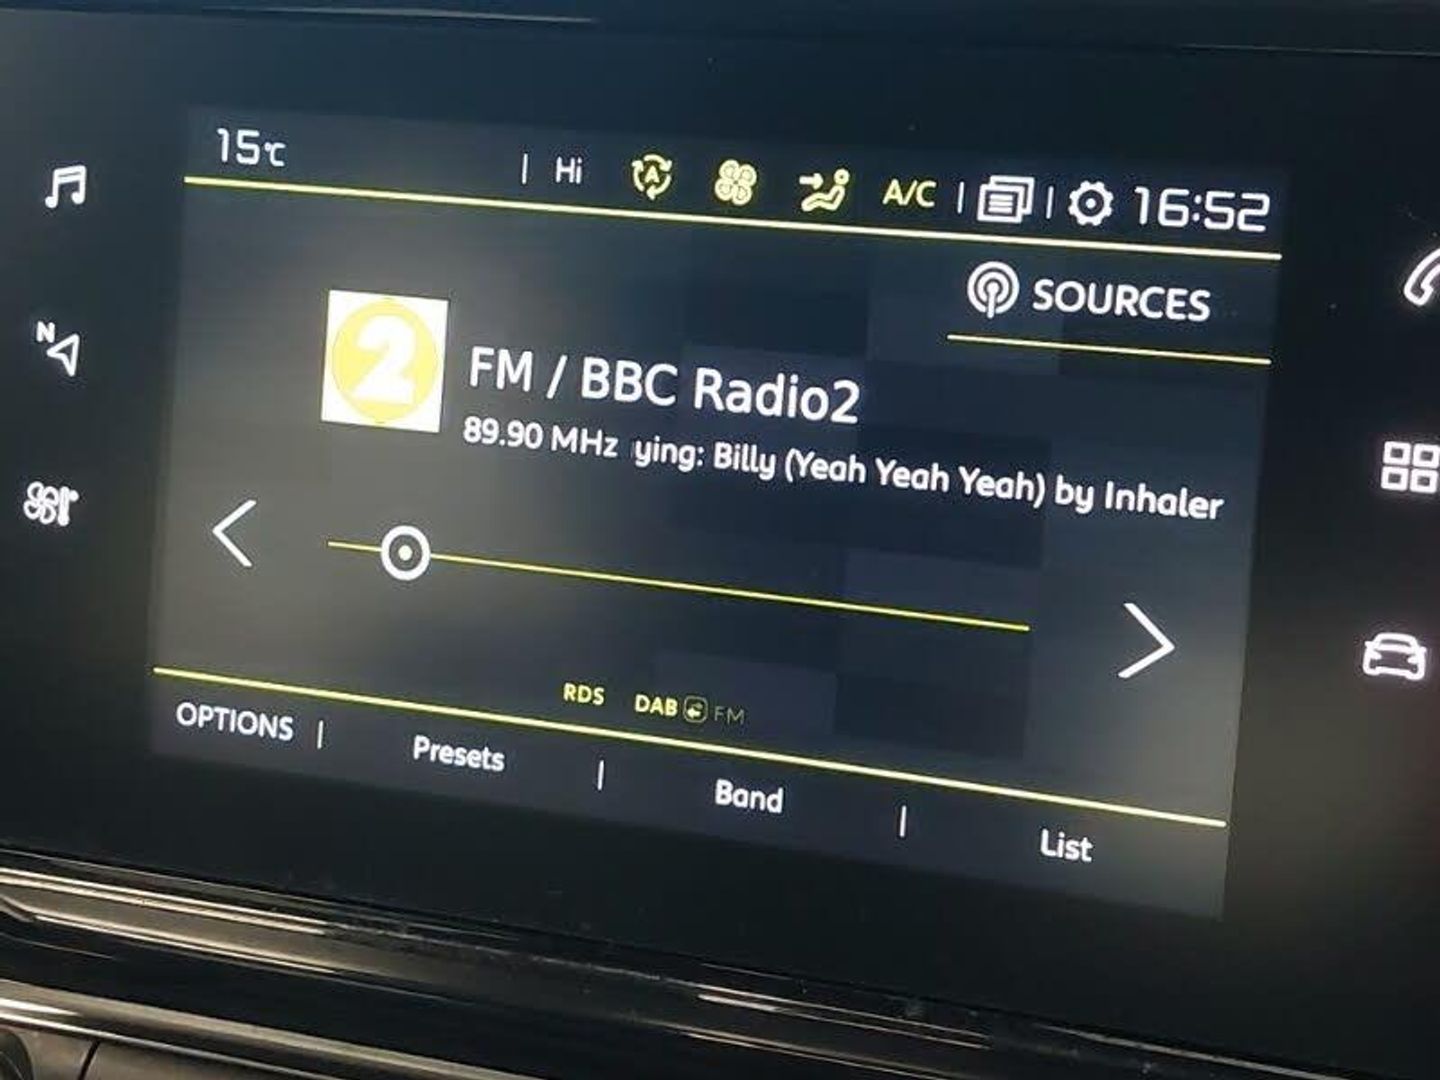 15℃ | Hi A A/C | | 16:52
SOURCES
2
FM / BBC Radio2
89.90 MHz ying: Billy (Yeah Yeah Yeah) by Inhaler
N
RDS DAB FM
OPTIONS | Presets | Band | List